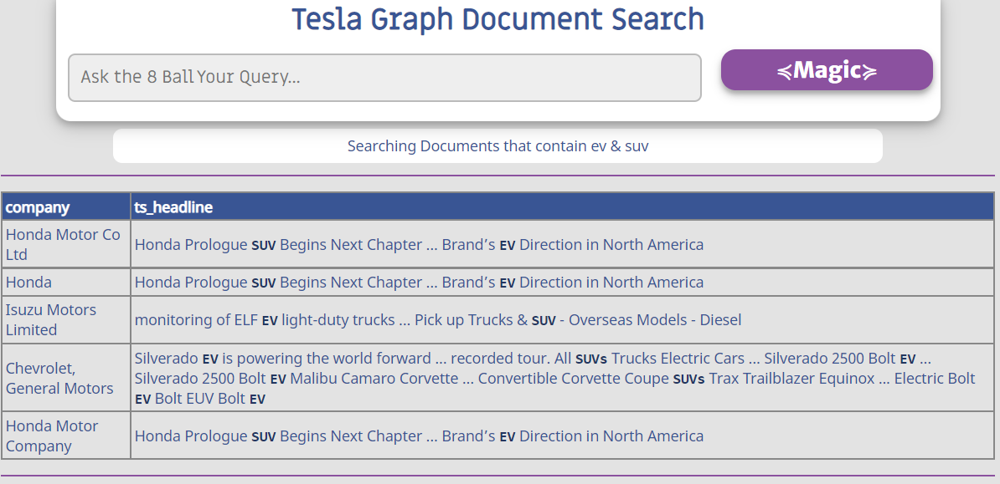 Tesla Graph Document Search
Ask the 8 Ball Your Query...
⋞Magic⋟
Searching Documents that contain ev & suv
company ts_headline
Honda Motor Co
Ltd
Honda Prologue SUV Begins Next Chapter ... Brand’s EV Direction in North America
Honda
Honda Prologue SUV Begins Next Chapter ... Brand’s EV Direction in North America
Isuzu Motors
Limited
monitoring of ELF EV light-duty trucks ... Pick up Trucks & SUV - Overseas Models - Diesel
Chevrolet,
General Motors
Silverado EV is powering the world forward ... recorded tour. All SUVs Trucks Electric Cars ... Silverado 2500 Bolt EV ...
Silverado 2500 Bolt EV Malibu Camaro Corvette ... Convertible Corvette Coupe SUVs Trax Trailblazer Equinox ... Electric Bolt
EV Bolt EUV Bolt EV
Honda Motor
Company
Honda Prologue SUV Begins Next Chapter ... Brand’s EV Direction in North America